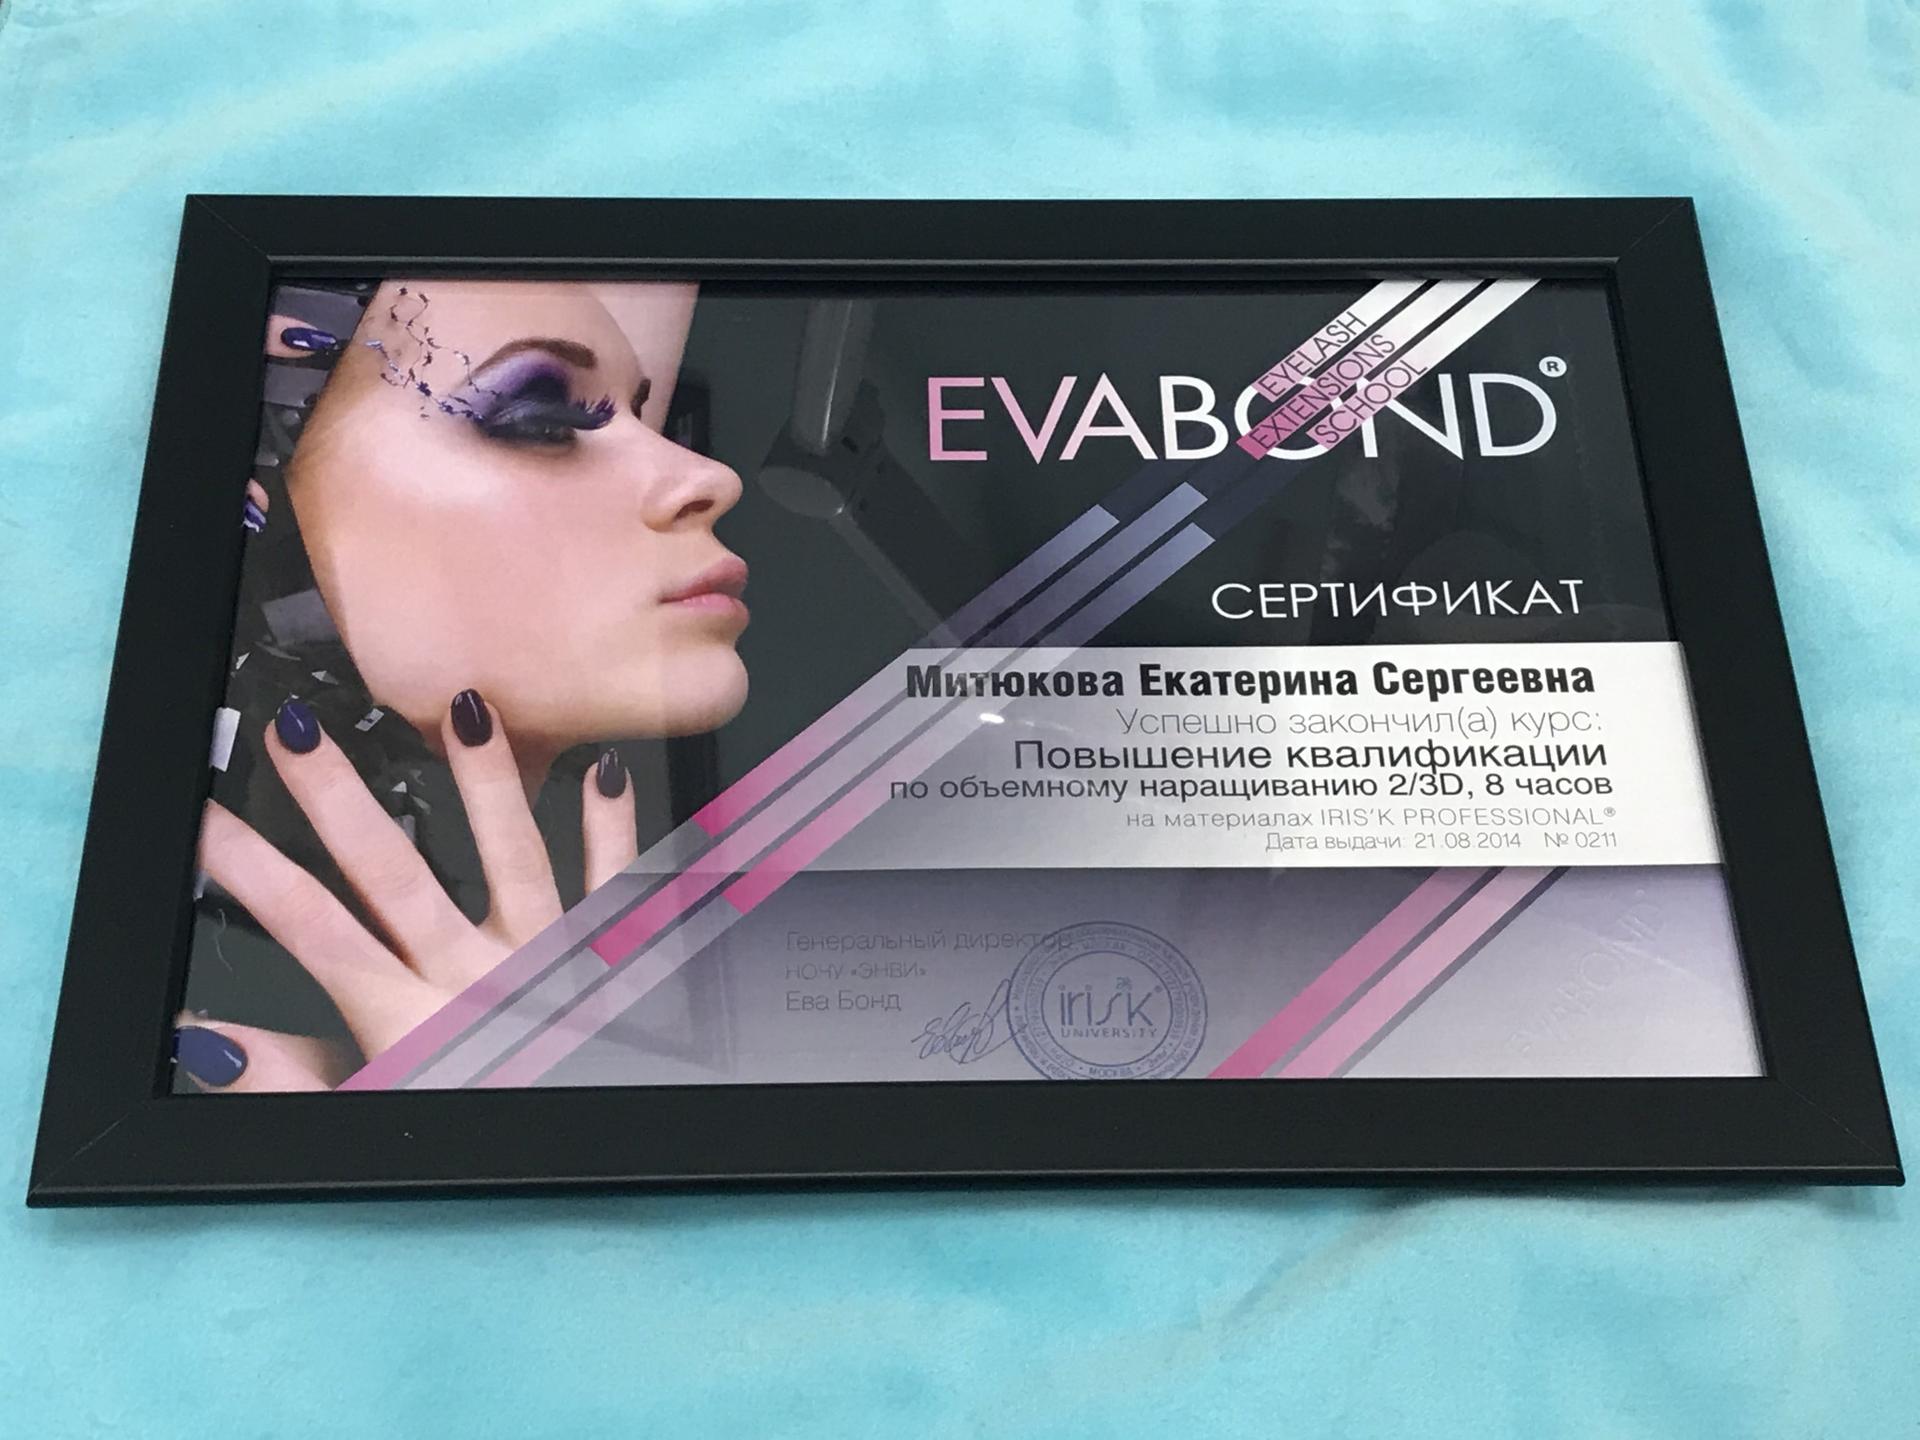 EVABOND®
EYELASH
EXTENSIONS
SCHOOL
СЕРТИФИКАТ
Митюкова Екатерина Сергеевна
Успешно закончил(а) курс:
Повышение квалификации
по объемному наращиванию 2/3D, 8 часов
на материалах IRIS'K PROFESSIONAL®
Дата выдачи: 21.08.2014 № 0211
Генеральный директор
НОЧУ «ЭНВИ»
Ева Бонд
irisk®
UNIVERSITY
МОСКВА
EVABOND®